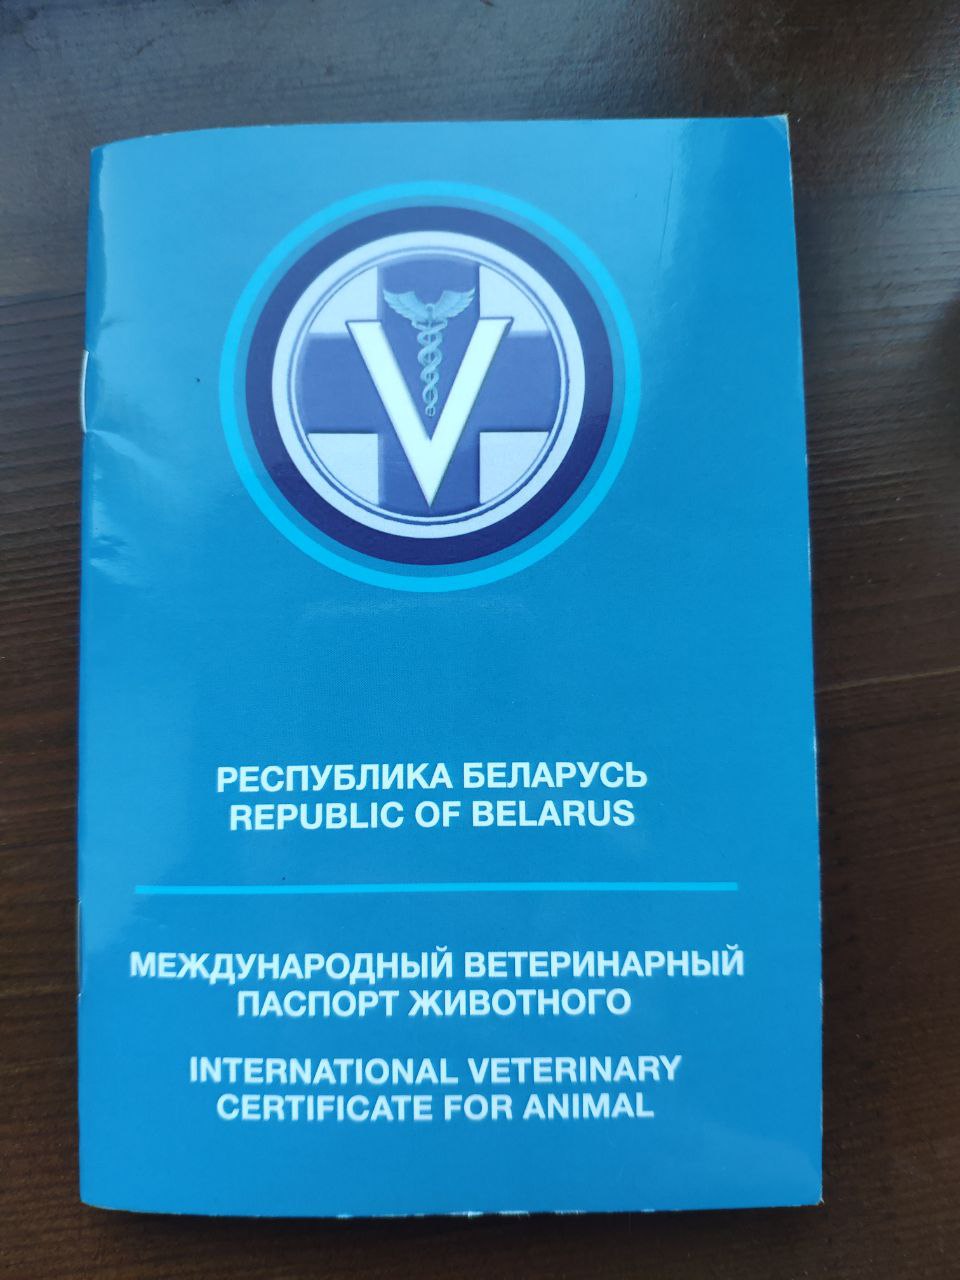 V
РЕСПУБЛИКА БЕЛАРУСЬ
REPUBLIC OF BELARUS
МЕЖДУНАРОДНЫЙ ВЕТЕРИНАРНЫЙ
ПАСПОРТ ЖИВОТНОГО
INTERNATIONAL VETERINARY
CERTIFICATE FOR ANIMAL